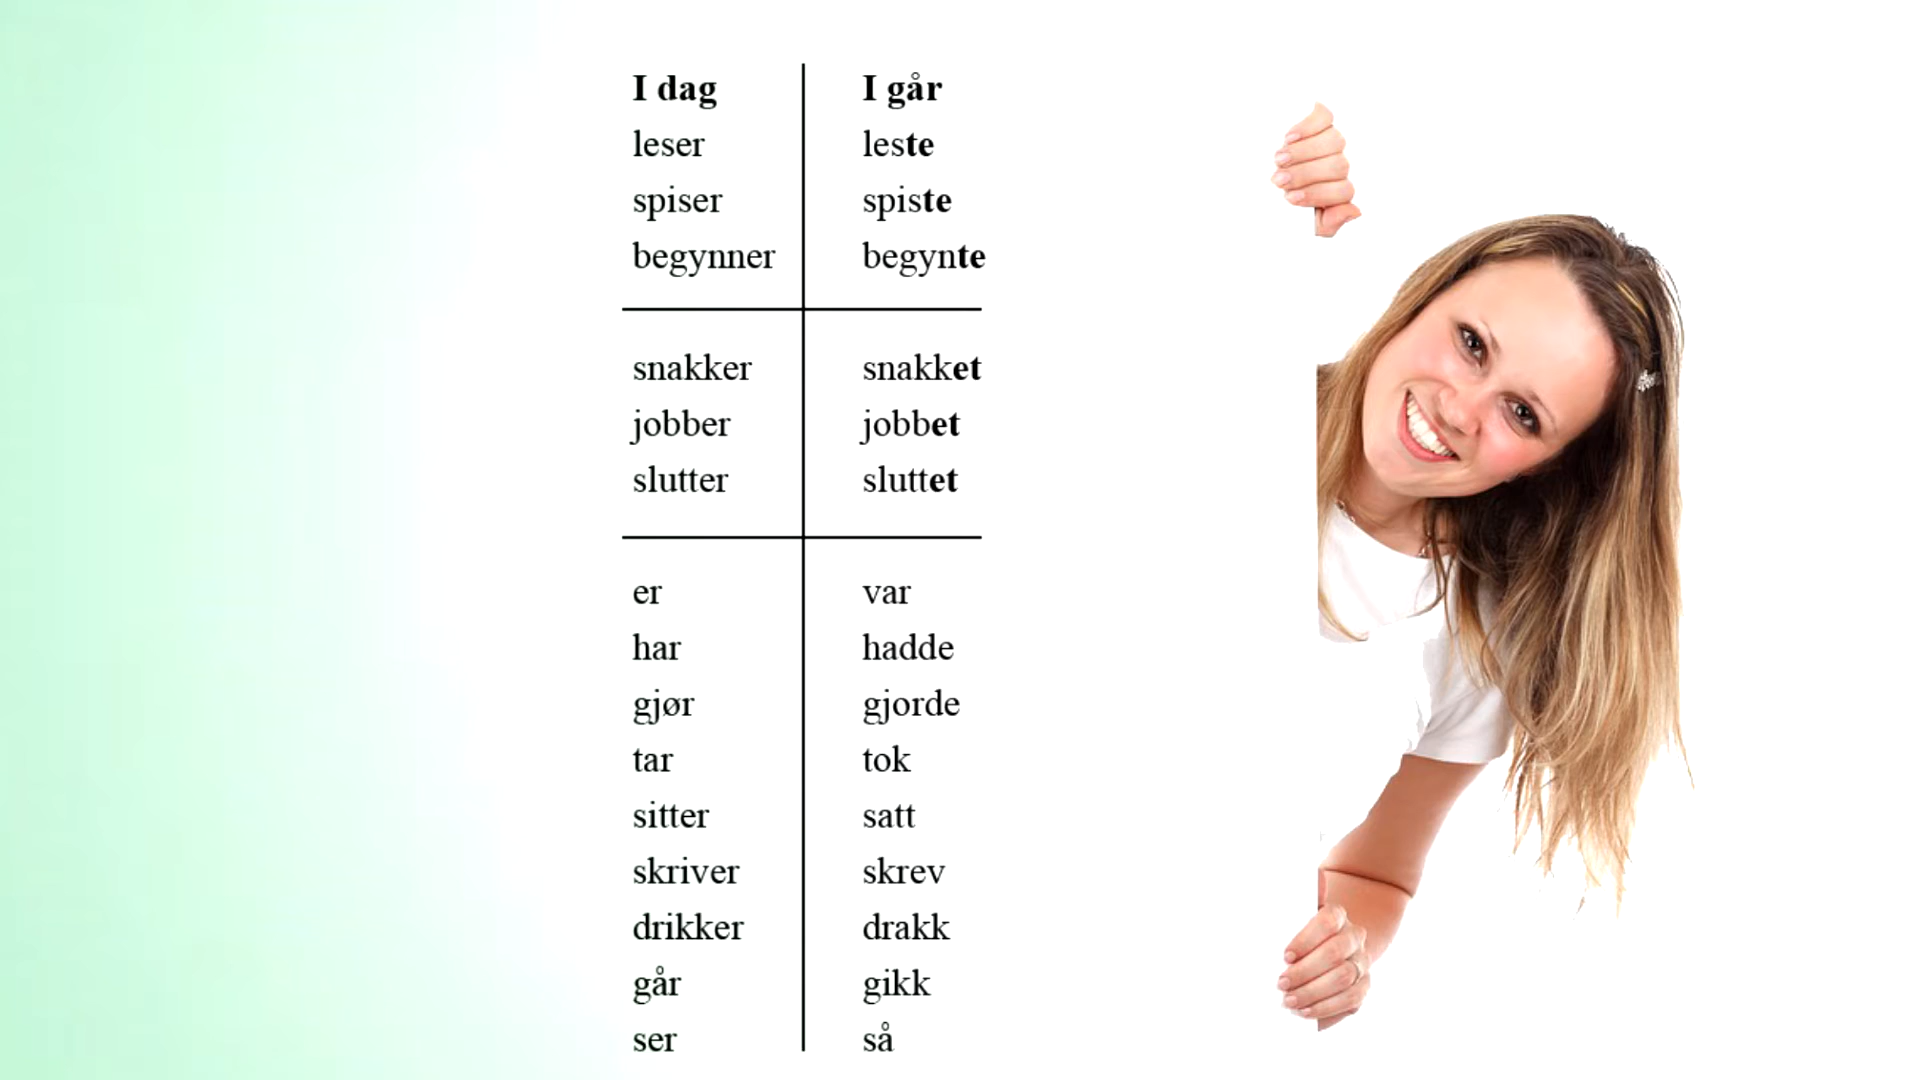 I dag I går
leser leste
spiser spiste
begynner begynte
snakker snakket
jobber jobbet
slutter sluttet
er var
har hadde
gjør gjorde
tar tok
sitter satt
skriver skrev
drikker drakk
går gikk
ser så